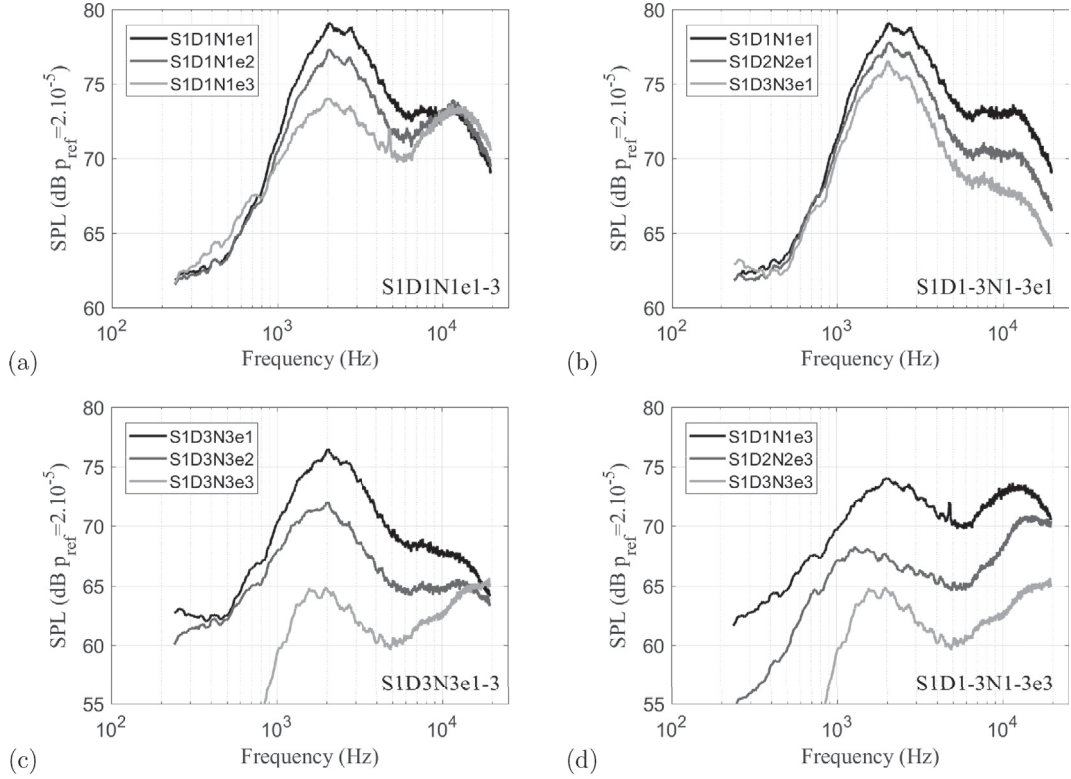 80
75
70
65
60
SPL (dB p_ref=2.10^-5)
S1D1N1e1
S1D1N1e2
S1D1N1e3
S1D1N1e1-3
10^2
10^3
10^4
Frequency (Hz)
(a)
80
75
70
65
60
SPL (dB p_ref=2.10^-5)
S1D1N1e1
S1D2N2e1
S1D3N3e1
S1D1-3N1-3e1
10^2
10^3
10^4
Frequency (Hz)
(b)
80
75
70
65
60
55
SPL (dB p_ref=2.10^-5)
S1D3N3e1
S1D3N3e2
S1D3N3e3
S1D3N3e1-3
10^2
10^3
10^4
Frequency (Hz)
(c)
80
75
70
65
60
55
SPL (dB p_ref=2.10^-5)
S1D1N1e3
S1D2N2e3
S1D3N3e3
S1D1-3N1-3e3
10^2
10^3
10^4
Frequency (Hz)
(d)